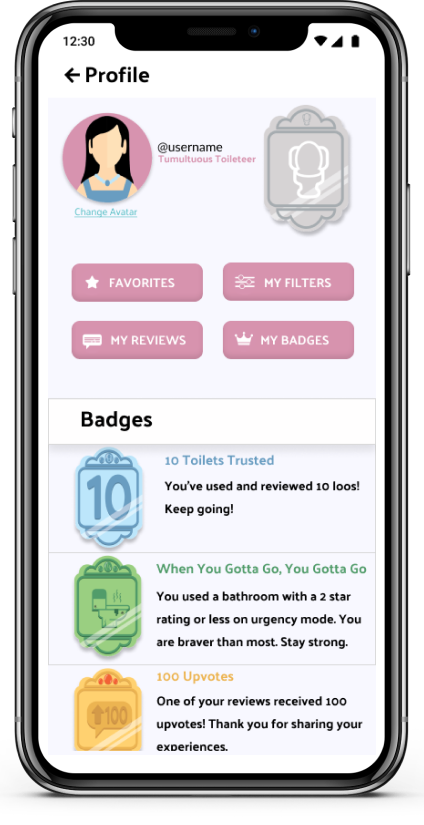 12:30
Profile
@username
Tumultuous Toileteer
Change Avatar
FAVORITES
MY FILTERS
MY REVIEWS
MY BADGES
Badges
10
10 Toilets Trusted
You've used and reviewed 10 loos!
Keep going!
When You Gotta Go, You Gotta Go
You used a bathroom with a 2 star
rating or less on urgency mode. You
are braver than most. Stay strong.
100
100 Upvotes
One of your reviews received 100
upvotes! Thank you for sharing your
experiences.